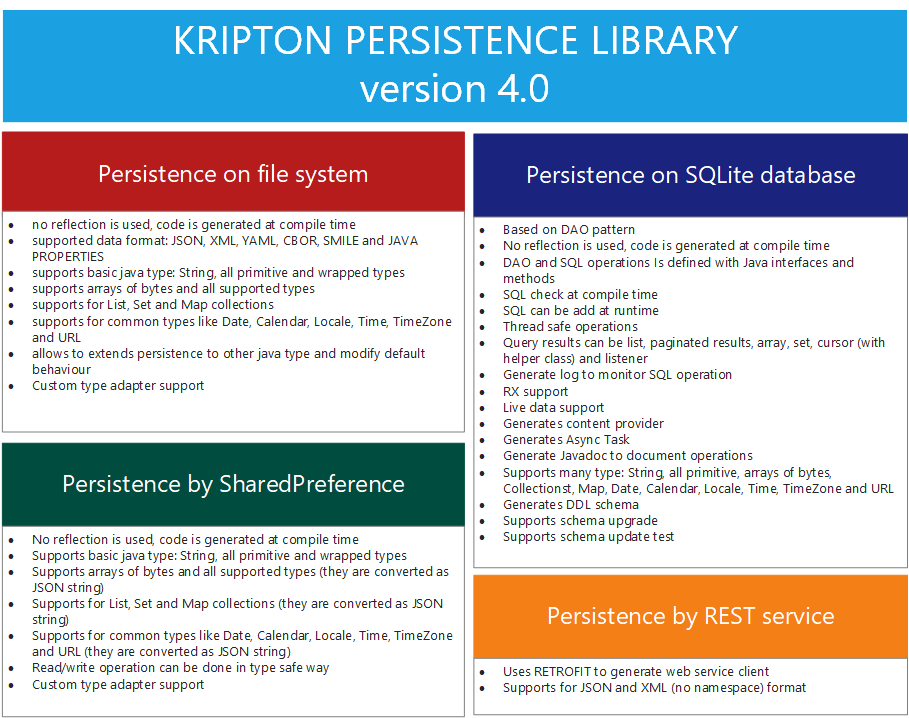 KRIPTON PERSISTENCE LIBRARY
version 4.0
Persistence on file system
• no reflection is used, code is generated at compile time
• supported data format: JSON, XML, YAML, CBOR, SMILE and JAVA
PROPERTIES
• supports basic java type: String, all primitive and wrapped types
• supports arrays of bytes and all supported types
• supports for List, Set and Map collections
• supports for common types like Date, Calendar, Locale, Time, TimeZone
and URL
• allows to extends persistence to other java type and modify default
behaviour
• Custom type adapter support
Persistence by SharedPreference
• No reflection is used, code is generated at compile time
• Supports basic java type: String, all primitive and wrapped types
• Supports arrays of bytes and all supported types (they are converted as
JSON string)
• Supports for List, Set and Map collections (they are converted as JSON
string)
• Supports for common types like Date, Calendar, Locale, Time, TimeZone
and URL (they are converted as JSON string)
• Read/write operation can be done in type safe way
• Custom type adapter support
Persistence on SQLite database
• Based on DAO pattern
• No reflection is used, code is generated at compile time
• DAO and SQL operations Is defined with Java interfaces and
methods
• SQL check at compile time
• SQL can be add at runtime
• Thread safe operations
• Query results can be list, paginated results, array, set, cursor (with
helper class) and listener
• Generate log to monitor SQL operation
• RX support
• Live data support
• Generates content provider
• Generates Async Task
• Generate Javadoc to document operations
• Supports many type: String, all primitive, arrays of bytes,
Collectionst, Map, Date, Calendar, Locale, Time, TimeZone and URL
• Generates DDL schema
• Supports schema upgrade
• Supports schema update test
Persistence by REST service
• Uses RETROFIT to generate web service client
• Supports for JSON and XML (no namespace) format